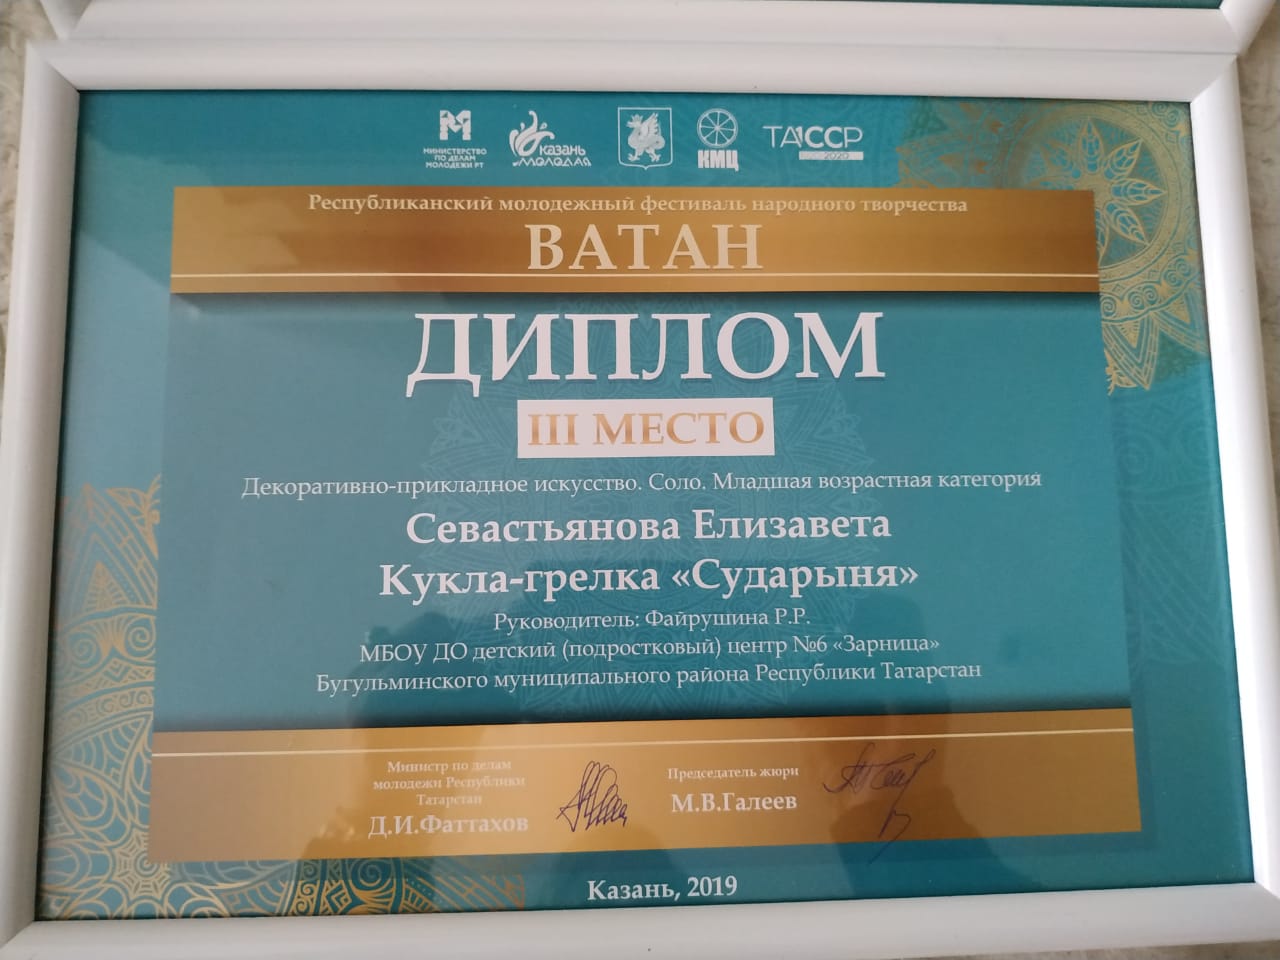 МИНИСТЕРСТВО
ПО ДЕЛАМ
МОЛОДЕЖИ РТ
казань
молодая
КМЦ
ТАССР
2020
Республиканский молодежный фестиваль народного творчества
ВАТАН
ДИПЛОМ
III МЕСТО
Декоративно-прикладное искусство. Соло. Младшая возрастная категория
Севастьянова Елизавета
Кукла-грелка «Сударыня»
Руководитель: Файрушина Р.Р.
МБОУ ДО детский (подростковый) центр №6 «Зарница»
Бугульминского муниципального района Республики Татарстан
Министр по делам
молодежи Республики
Татарстан
Д.И.Фаттахов
Председатель жюри
М.В.Галеев
Казань, 2019